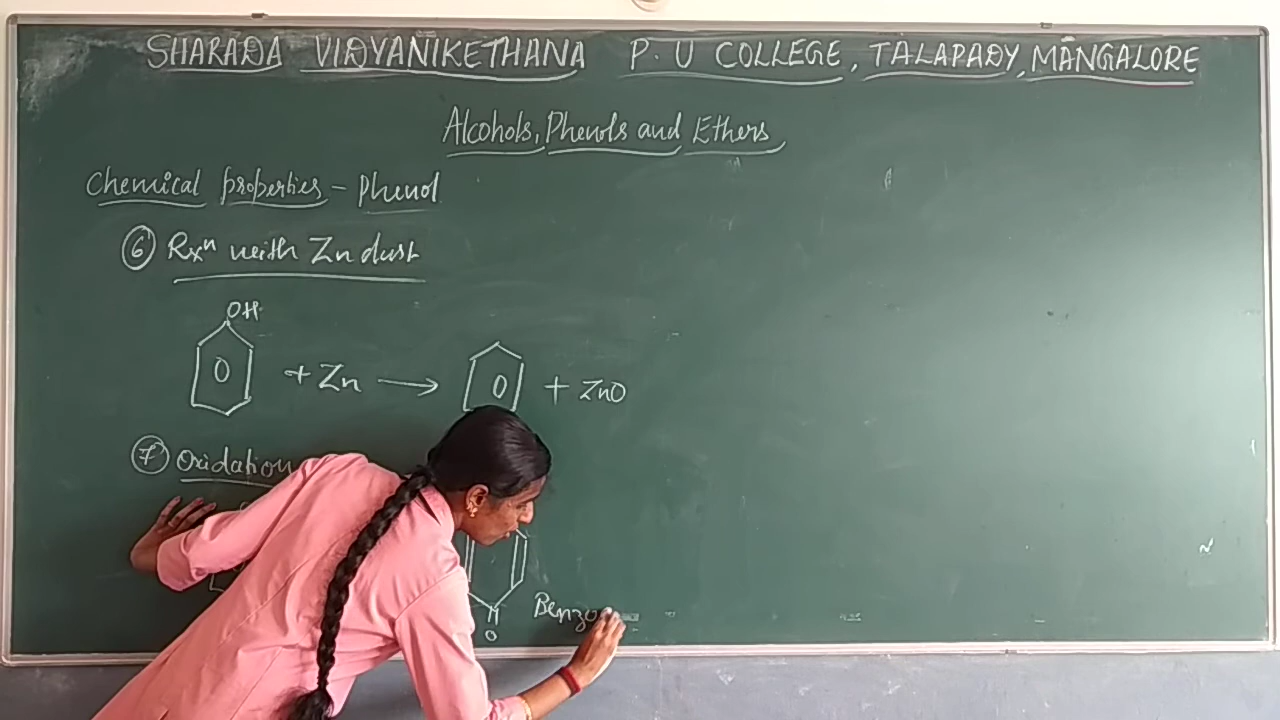 SHARADA VIDYANIKETHANA P. U COLLEGE, TALAPADY, MANGALORE
Alcohols, Phenols and Ethers
Chemical properties - Phenol
⑥ Rxⁿ with Zn dust
OH
+ Zn → + ZnO
⑦ Oxidation
Benzo
O